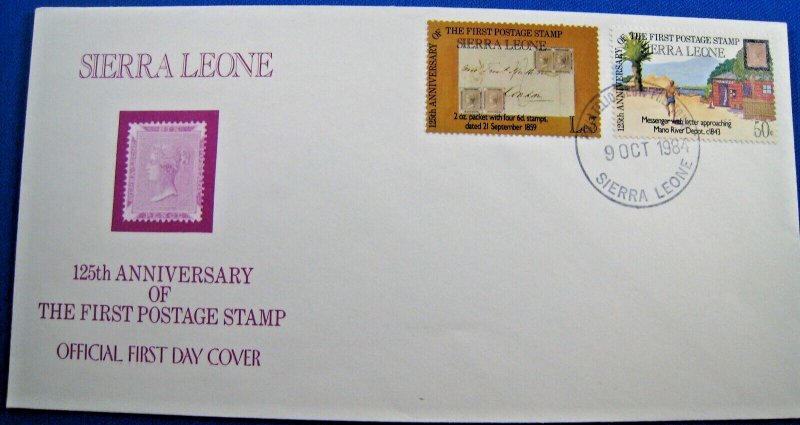 SIERRA LEONE
125th ANNIVERSARY
OF
THE FIRST POSTAGE STAMP
OFFICIAL FIRST DAY COVER
125th ANNIVERSARY OF THE FIRST POSTAGE STAMP
SIERRA LEONE
London
2 oz. packet with four 6d. stamps,
dated 21 September 1859
125th ANNIVERSARY OF THE FIRST POSTAGE STAMP
SIERRA LEONE
Messenger with letter approaching
Mano River Depot, c1843
50c
9 OCT 1984
SIERRA LEONE